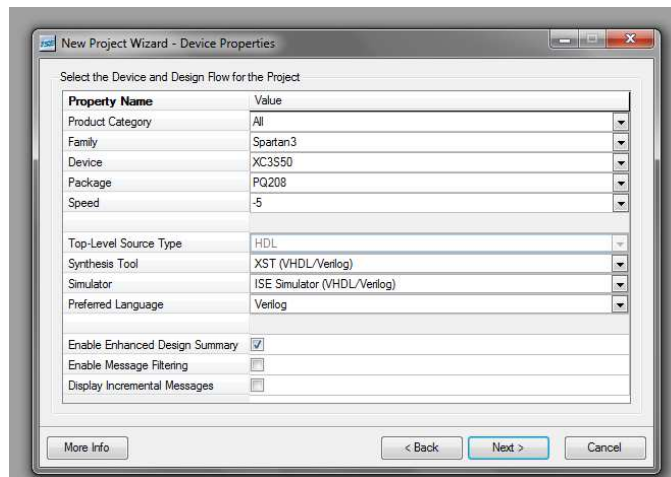 ISE New Project Wizard - Device Properties
Select the Device and Design Flow for the Project
Property Name Value
Product Category All
Family Spartan3
Device XC3S50
Package PQ208
Speed -5
Top-Level Source Type HDL
Synthesis Tool XST (VHDL/Verilog)
Simulator ISE Simulator (VHDL/Verilog)
Preferred Language Verilog
Enable Enhanced Design Summary
Enable Message Filtering
Display Incremental Messages
More Info < Back Next > Cancel